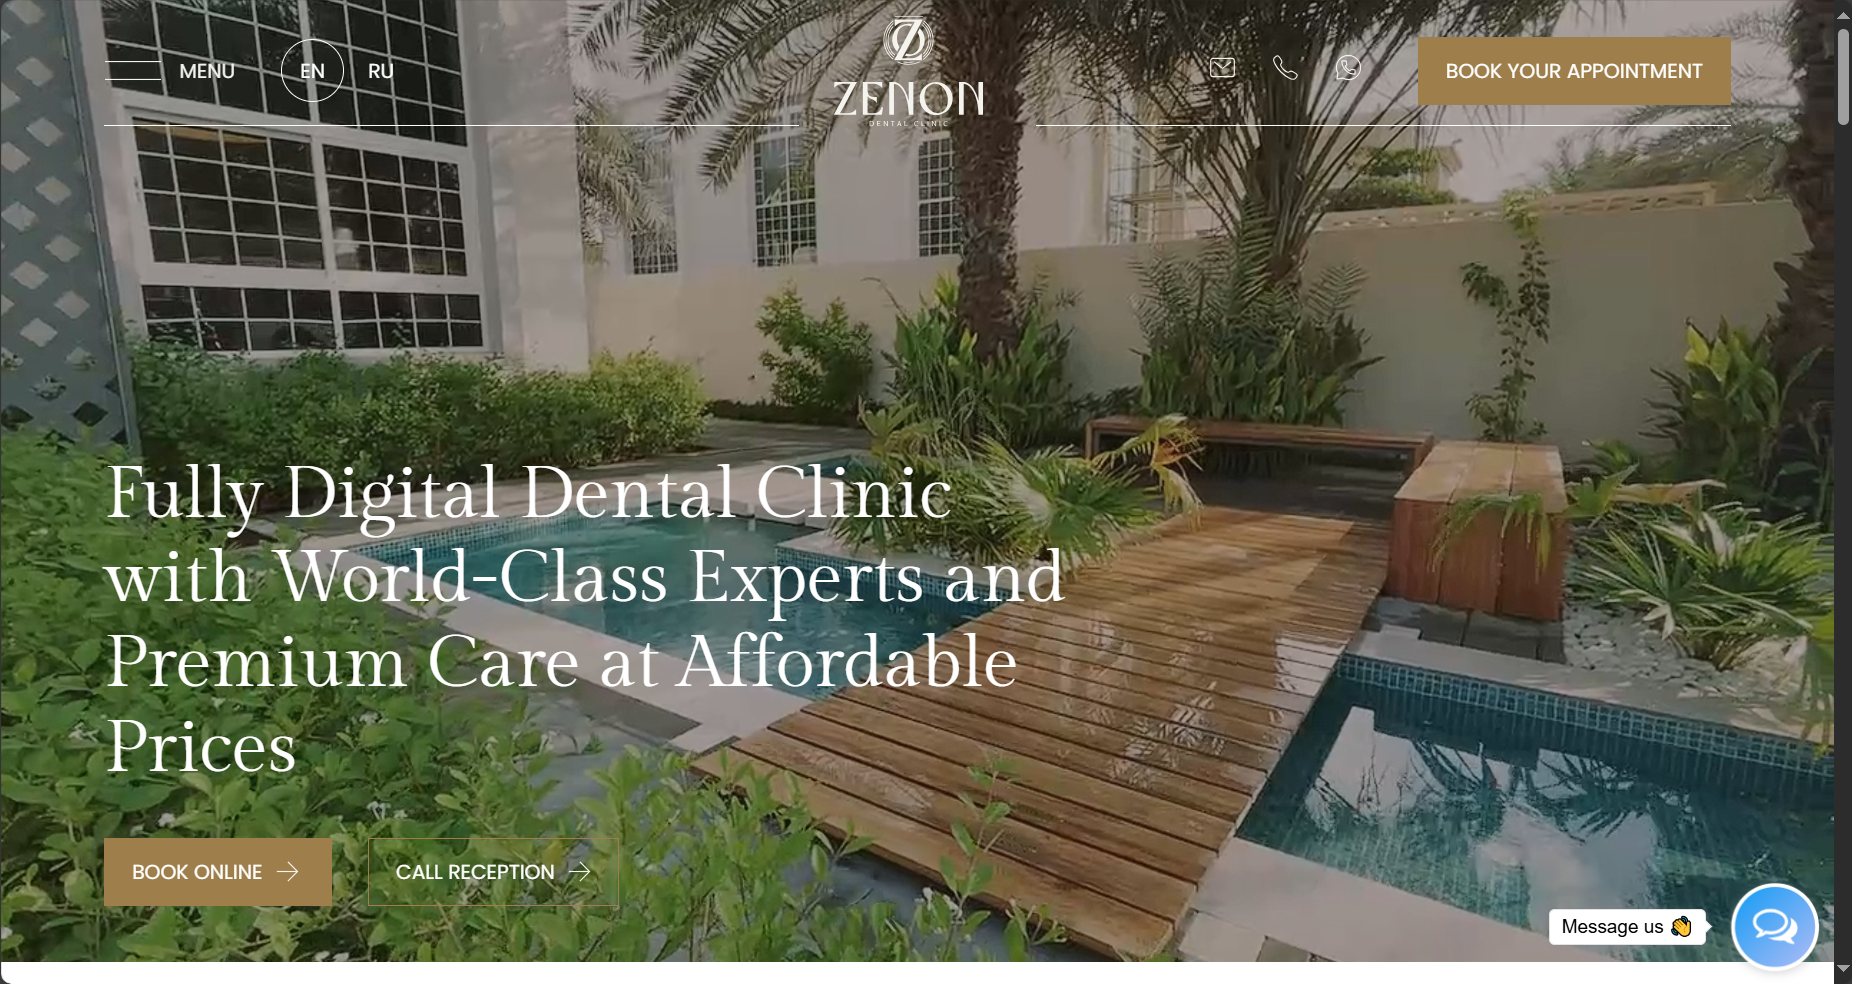 MENU
EN
RU
ZENON
DENTAL CLINIC
BOOK YOUR APPOINTMENT
Fully Digital Dental Clinic
with World-Class Experts and
Premium Care at Affordable
Prices
BOOK ONLINE
CALL RECEPTION
Message us 👋